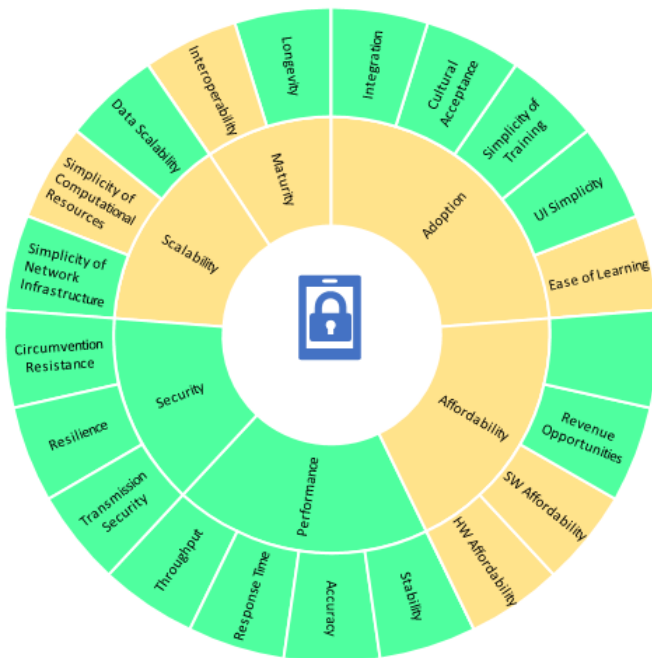 Longevity
Integration
Cultural
Acceptance
Simplicity of
Training
UI Simplicity
Ease of Learning
Revenue
Opportunities
SW Affordability
HW Affordability
Stability
Accuracy
Response Time
Throughput
Transmission
Security
Resilience
Circumvention
Resistance
Simplicity of
Network
Infrastructure
Simplicity of
Computational
Resources
Data Scalability
Interoperability
Maturity
Adoption
Affordability
Performance
Security
Scalability